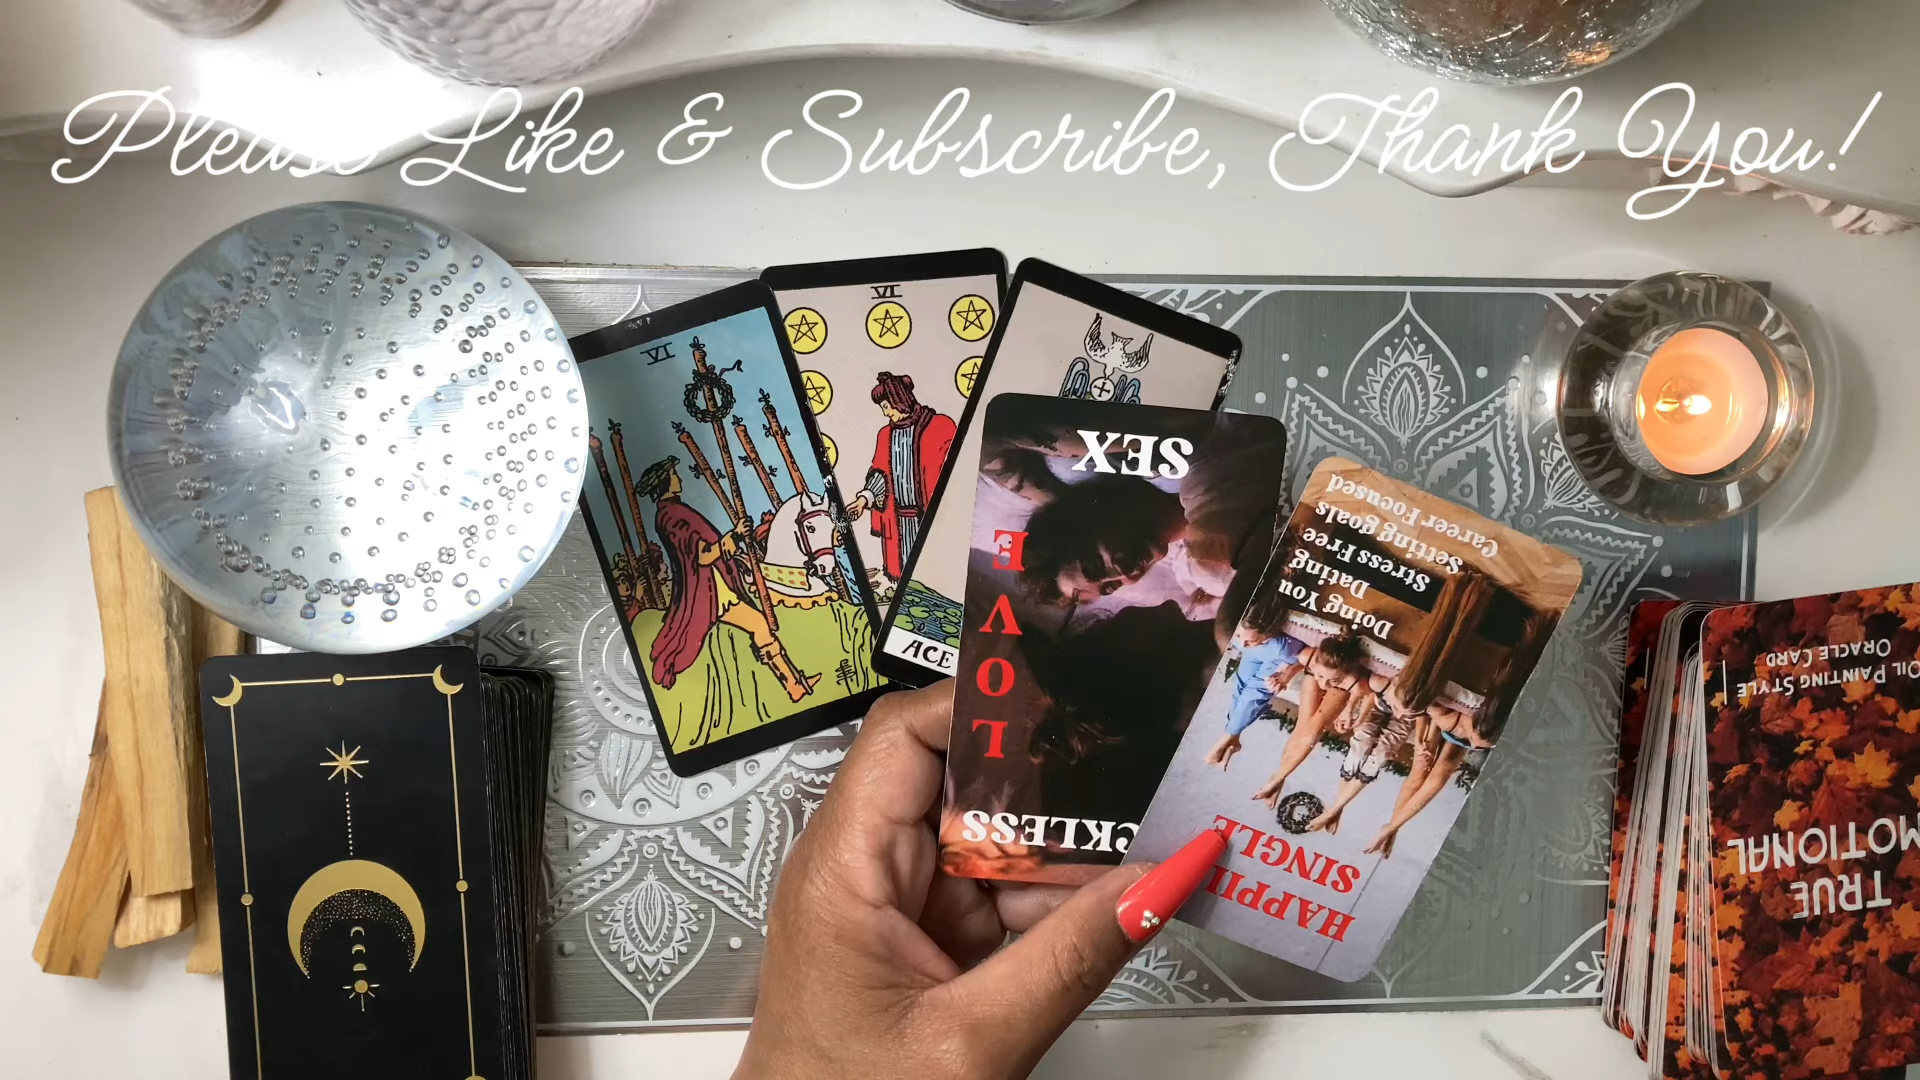 Please Like & Subscribe, Thank You!
VI
VI
ACE
SEX
LOVE
CKLESS
HAPPIL
SINGLE
Doing You
Dating
Stress Free
Setting goals
Career Focused
TRUE
MOTIONAL
OIL PAINTING STYLE
ORACLE CARD